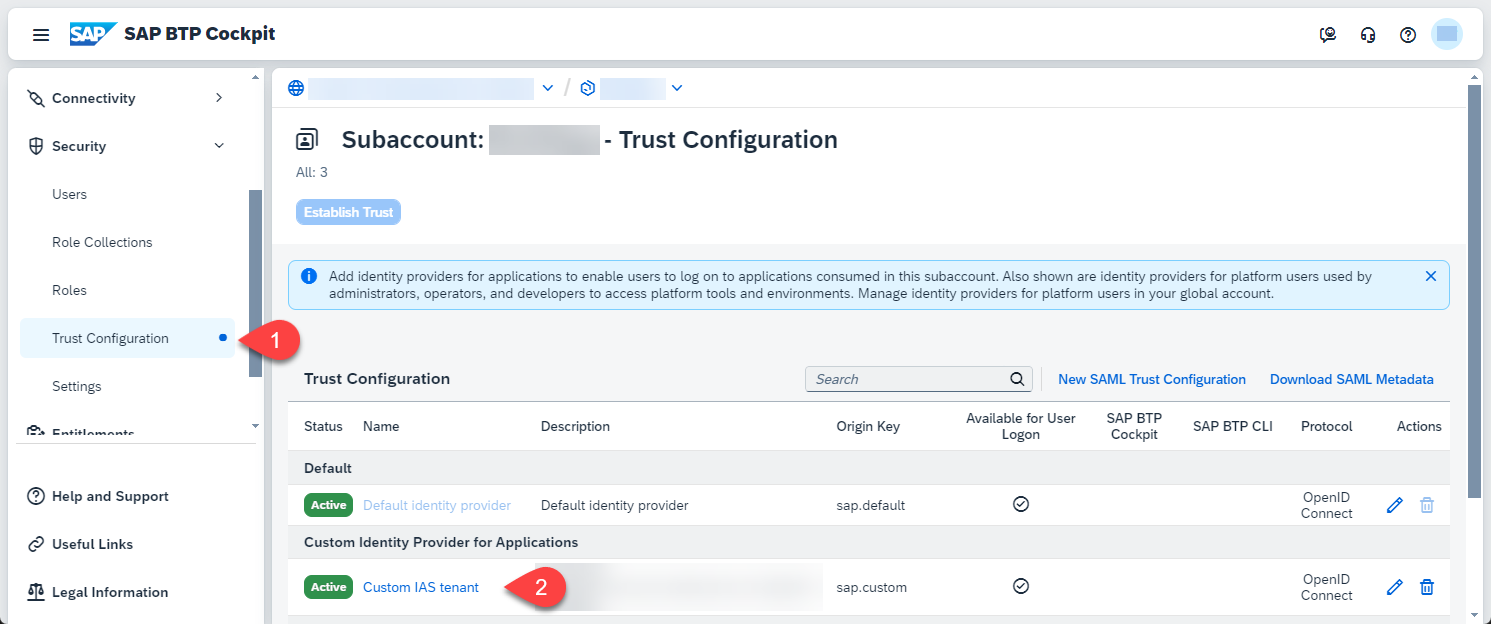 SAP SAP BTP Cockpit
Connectivity
Security
Users
Role Collections
Roles
Trust Configuration
1
Settings
Entitlements
Help and Support
Useful Links
Legal Information
/
Subaccount: - Trust Configuration
All: 3
Establish Trust
Add identity providers for applications to enable users to log on to applications consumed in this subaccount. Also shown are identity providers for platform users used by
administrators, operators, and developers to access platform tools and environments. Manage identity providers for platform users in your global account.
Trust Configuration
Search
New SAML Trust Configuration
Download SAML Metadata
Status
Name
Description
Origin Key
Available for User
Logon
SAP BTP
Cockpit
SAP BTP CLI
Protocol
Actions
Default
Active
Default identity provider
Default identity provider
sap.default
OpenID
Connect
Custom Identity Provider for Applications
Active
Custom IAS tenant
2
sap.custom
OpenID
Connect